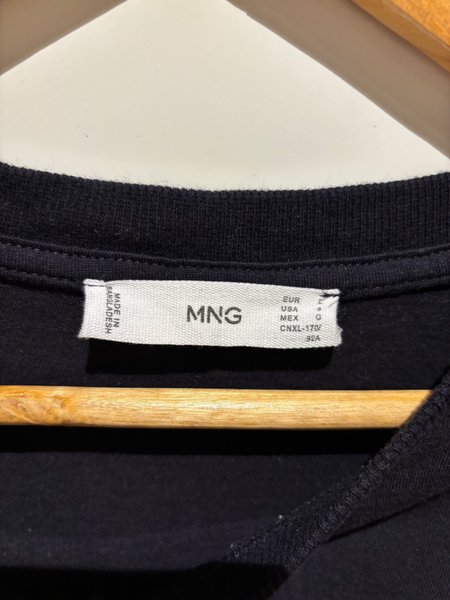 MADE IN
BANGLADESH
MNG
EUR L
USA
MEX G
CNXL-170/
92A